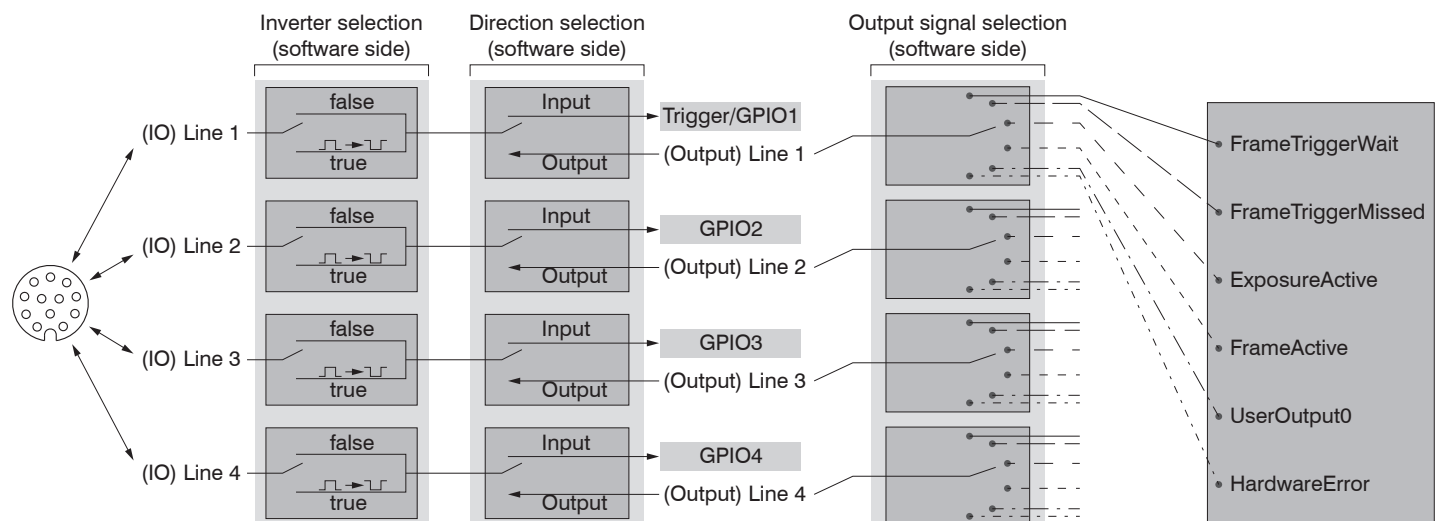 Inverter selection
(software side)
Direction selection
(software side)
Output signal selection
(software side)
(IO) Line 1
false
true
Input
Output
Trigger/GPIO1
(Output) Line 1
(IO) Line 2
false
true
Input
Output
GPIO2
(Output) Line 2
(IO) Line 3
false
true
Input
Output
GPIO3
(Output) Line 3
(IO) Line 4
false
true
Input
Output
GPIO4
(Output) Line 4
FrameTriggerWait
FrameTriggerMissed
ExposureActive
FrameActive
UserOutput0
HardwareError